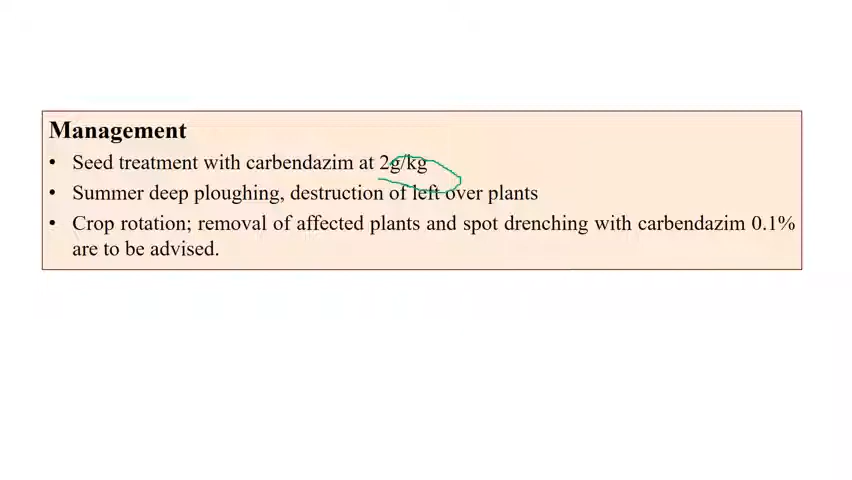 Management
• Seed treatment with carbendazim at 2g/kg
• Summer deep ploughing, destruction of left over plants
• Crop rotation; removal of affected plants and spot drenching with carbendazim 0.1%
are to be advised.